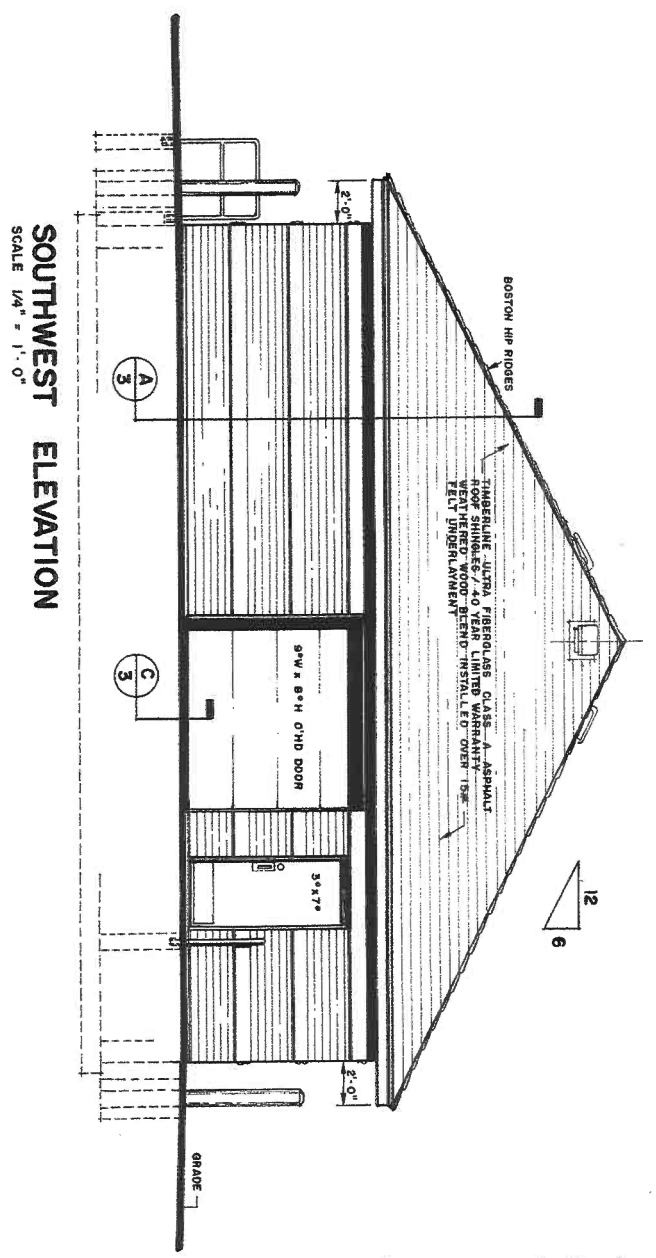 BOSTON HIP RIDGES
12
6
TIMBERLINE ULTRA FIBERGLASS CLASS A ASPHALT
ROOF SHINGLES / 40 YEAR LIMITED WARRANTY
WEATHERED WOOD BLEND INSTALLED OVER 15#
FELT UNDERLAYMENT
2'-0"
2'-0"
9°W x 8°H O'HD DOOR
3° x 7°
GRADE
A
3
C
3
SOUTHWEST ELEVATION
SCALE 1/4" = 1'-0"